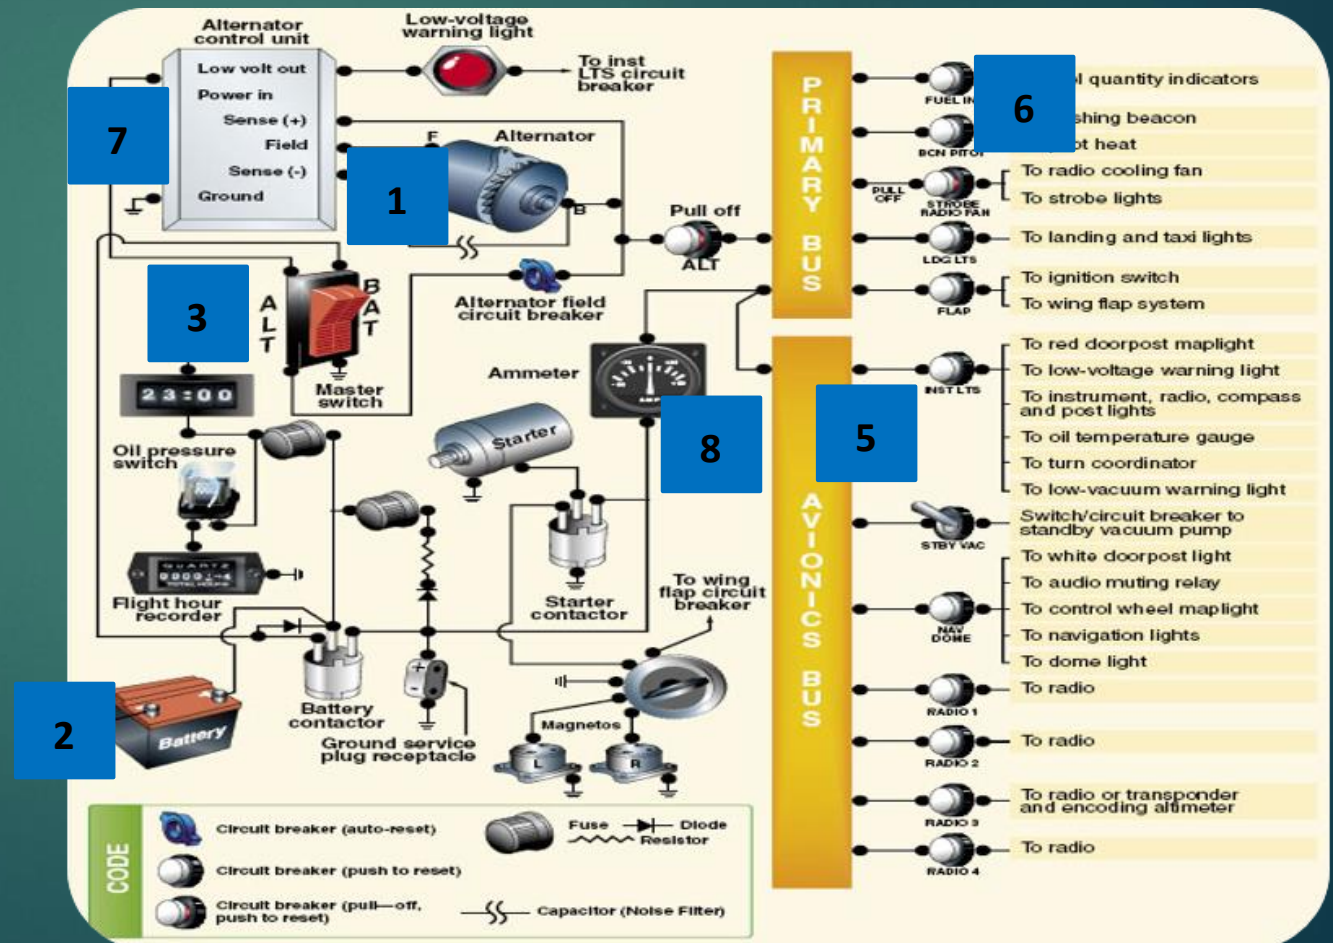 Alternator
control unit
Low volt out
Power in
Sense (+)
Field
Sense (-)
Ground
7
Low-voltage
warning light
To inst
LTS circuit
breaker
F
Alternator
1
B
Pull off
ALT
Alternator field
circuit breaker
ALT
BAT
Master
switch
3
23:00
Oil pressure
switch
QUARTZ
TOTAL HOURS
Flight hour
recorder
Ammeter
8
Starter
Starter
contactor
To wing
flap circuit
breaker
2
Battery
Battery
contactor
+
-
Ground service
plug receptacle
Magnetos
L
R
PRIMARY BUS
AVIONICS BUS
5
6
FUEL IN
quantity indicators
BCN PITOT
shing beacon
ot heat
PULL
OFF
STROBE
RADIO FAN
To radio cooling fan
To strobe lights
LDG LTS
To landing and taxi lights
FLAP
To ignition switch
To wing flap system
INST LTS
To red doorpost maplight
To low-voltage warning light
To instrument, radio, compass
and post lights
To oil temperature gauge
To turn coordinator
To low-vacuum warning light
STBY VAC
Switch/circuit breaker to
standby vacuum pump
NAV
DOME
To white doorpost light
To audio muting relay
To control wheel maplight
To navigation lights
To dome light
RADIO 1
To radio
RADIO 2
To radio
RADIO 3
To radio or transponder
and encoding altimeter
RADIO 4
To radio
CODE
Circuit breaker (auto-reset)
Circuit breaker (push to reset)
Circuit breaker (pull—off,
push to reset)
Fuse
Diode
Resistor
Capacitor (Noise Filter)